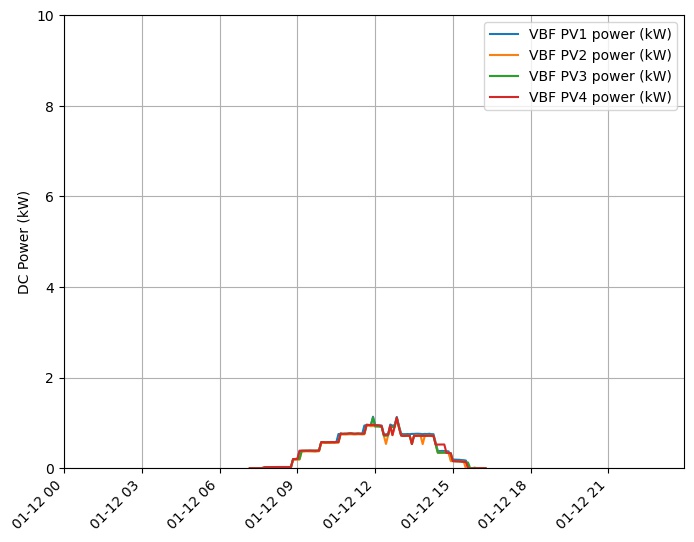 10
8
6
4
2
0
DC Power (kW)
VBF PV1 power (kW)
VBF PV2 power (kW)
VBF PV3 power (kW)
VBF PV4 power (kW)
01-12 00
01-12 03
01-12 06
01-12 09
01-12 12
01-12 15
01-12 18
01-12 21